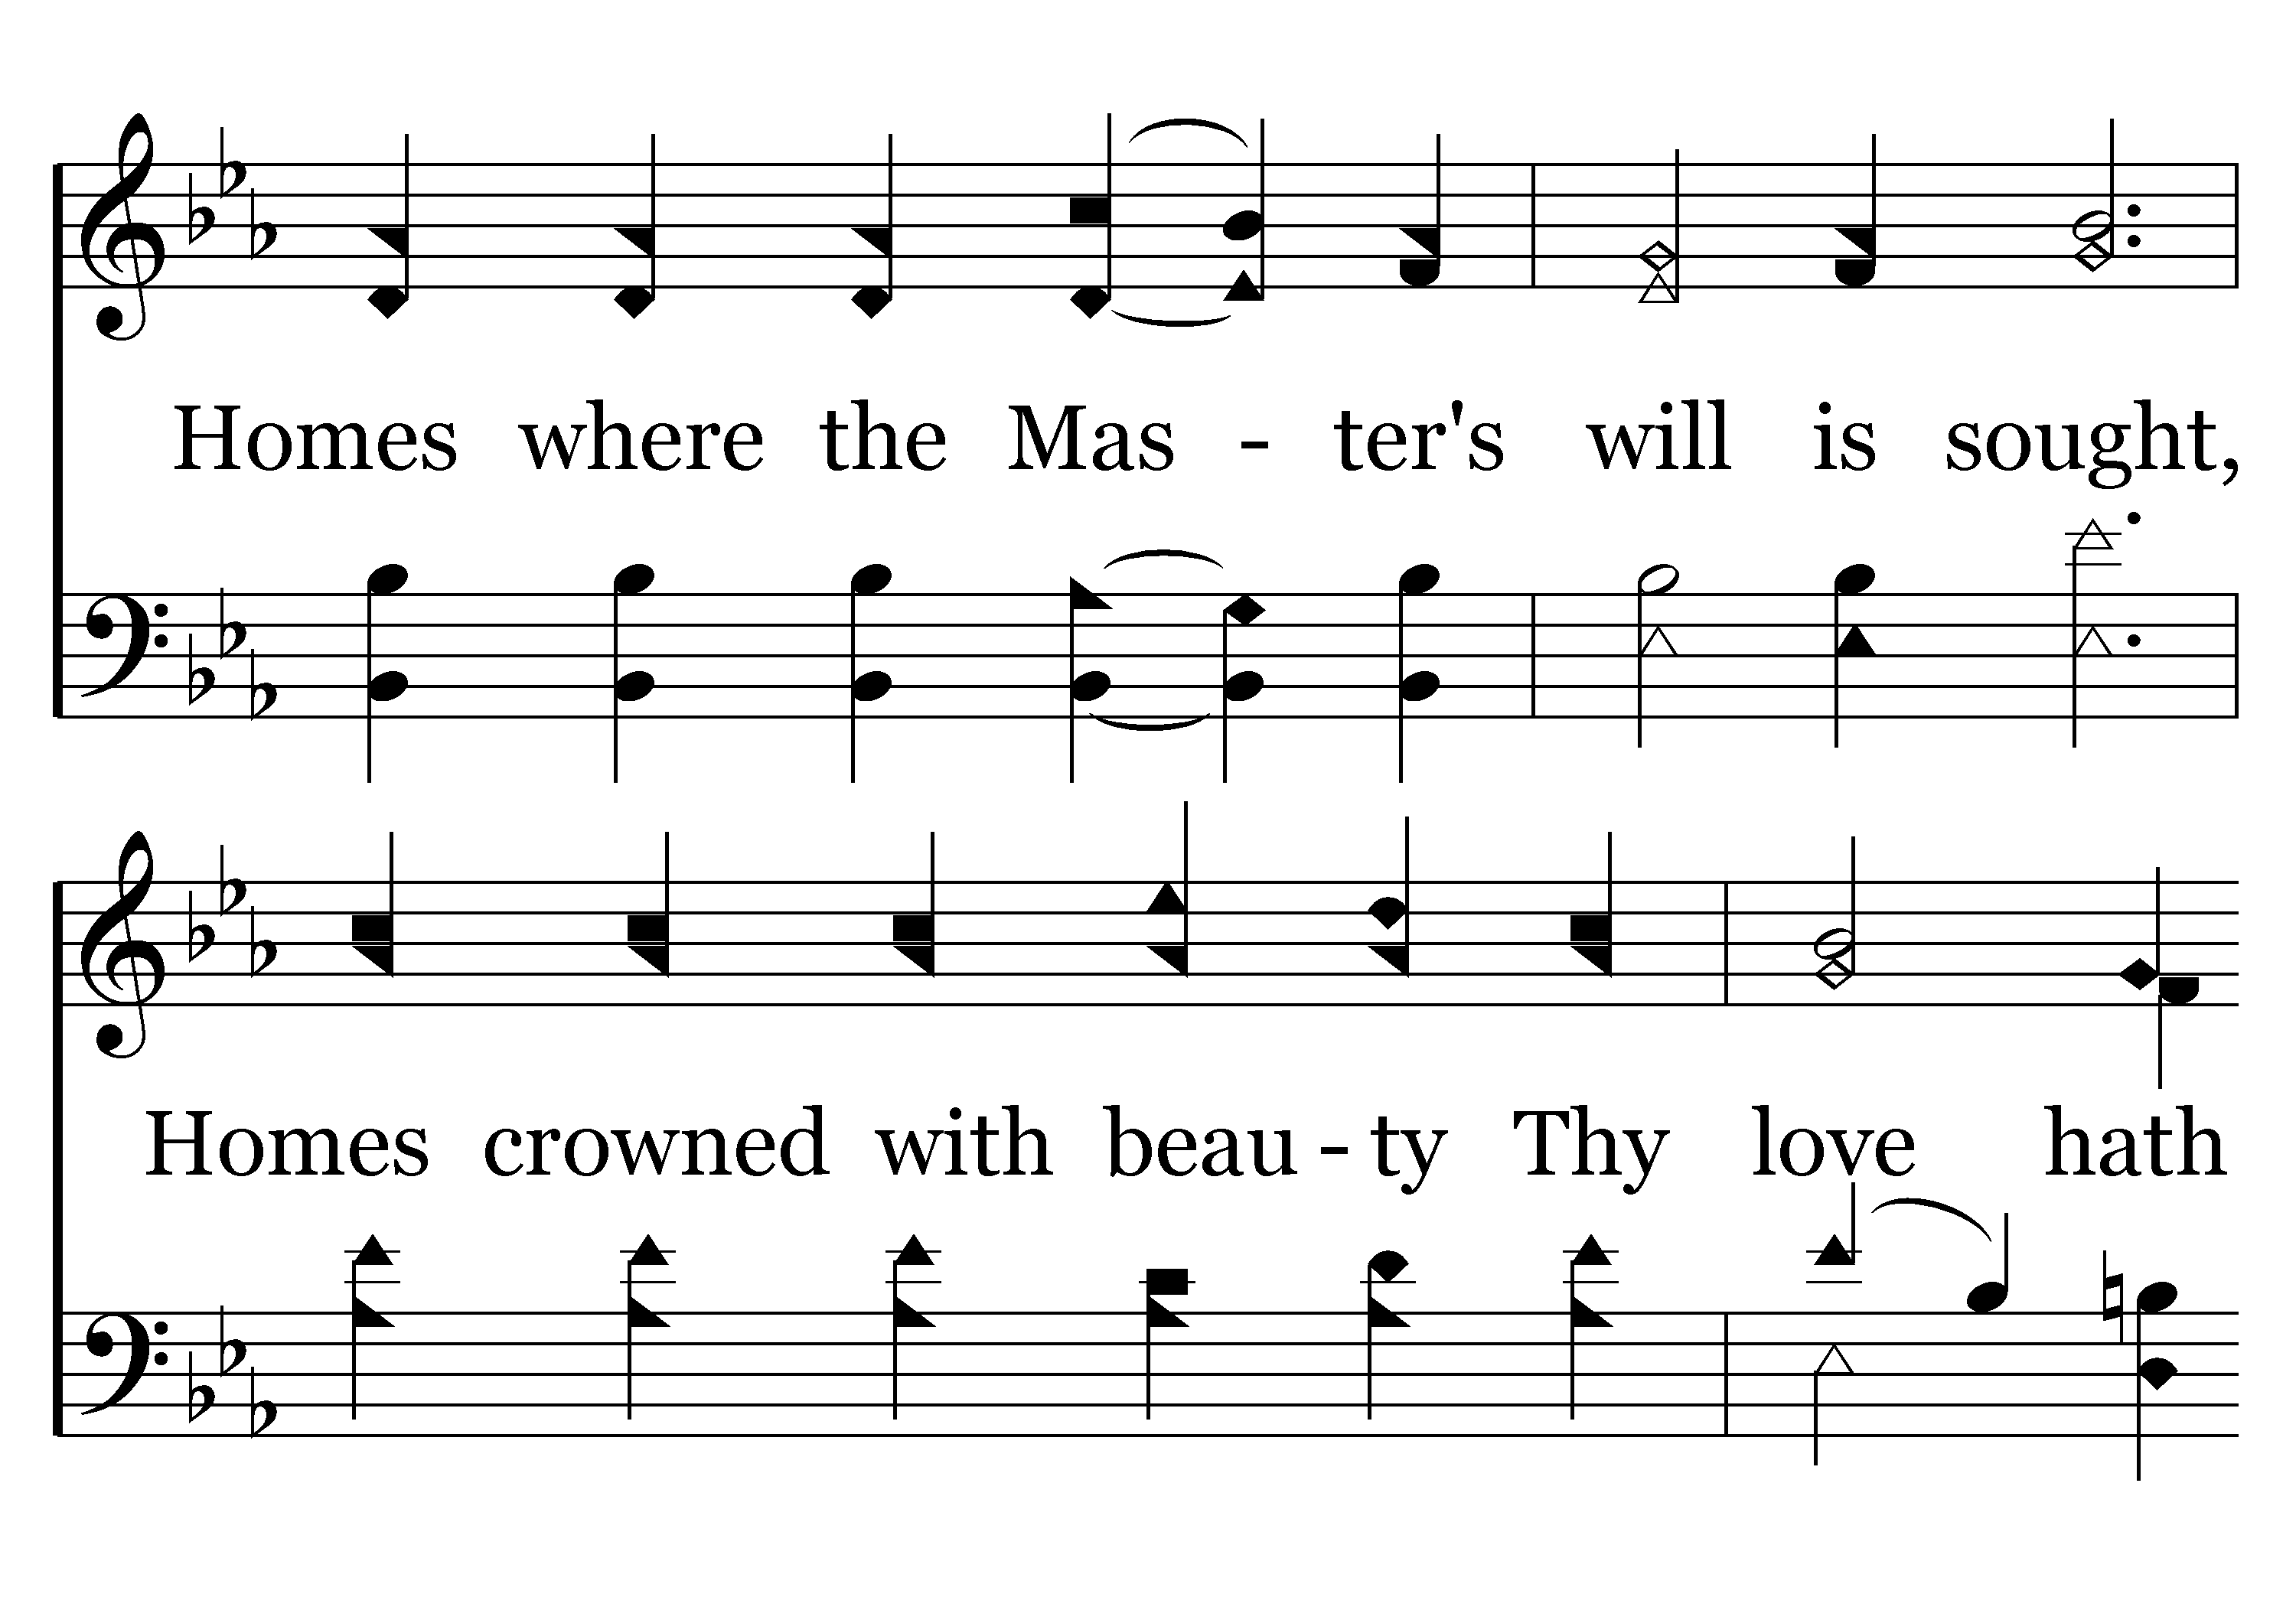 Homes where the Mas - ter's will is sought,
Homes crowned with beau - ty Thy love hath